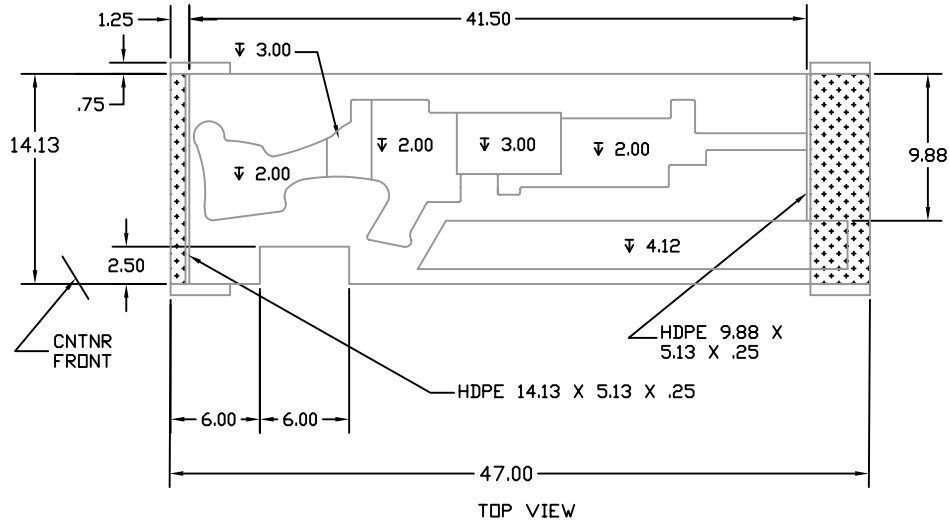 1.25
41.50
↧ 3.00
.75
14.13
↧ 2.00
↧ 3.00
↧ 2.00
9.88
↧ 2.00
↧ 4.12
2.50
CNTNR
FRONT
HDPE 9.88 X
5.13 X .25
HDPE 14.13 X 5.13 X .25
6.00
6.00
47.00
TOP VIEW